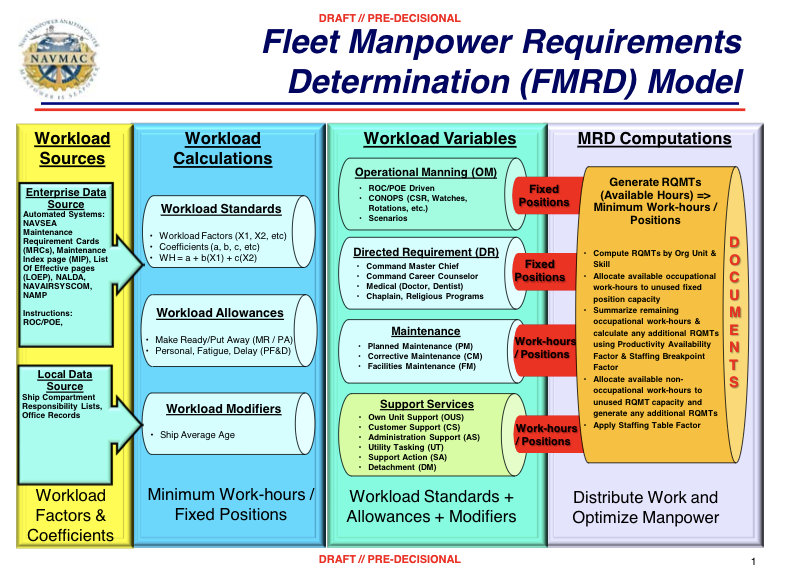 DRAFT // PRE-DECISIONAL
NAVY MANPOWER ANALYSIS CENTER
NAVMAC
Fleet Manpower Requirements
Determination (FMRD) Model
Workload
Sources
Enterprise Data
Source
Automated Systems:
NAVSEA
Maintenance
Requirement Cards
(MRCs), Maintenance
Index page (MIP), List
Of Effective pages
(LOEP), NALDA,
NAVAIRSYSCOM,
NAMP
Instructions:
ROC/POE,
Local Data
Source
Ship Compartment
Responsibility Lists,
Office Records
Workload
Factors &
Coefficients
Workload
Calculations
Workload Standards
• Workload Factors (X1, X2, etc)
• Coefficients (a, b, c, etc)
• WH = a + b(X1) + c(X2)
Workload Allowances
• Make Ready/Put Away (MR / PA)
• Personal, Fatigue, Delay (PF&D)
Workload Modifiers
• Ship Average Age
Minimum Work-hours /
Fixed Positions
Workload Variables
Operational Manning (OM)
• ROC/POE Driven
• CONOPS (CSR, Watches,
Rotations, etc.)
• Scenarios
Directed Requirement (DR)
• Command Master Chief
• Command Career Counselor
• Medical (Doctor, Dentist)
• Chaplain, Religious Programs
Maintenance
• Planned Maintenance (PM)
• Corrective Maintenance (CM)
• Facilities Maintenance (FM)
Support Services
• Own Unit Support (OUS)
• Customer Support (CS)
• Administration Support (AS)
• Utility Tasking (UT)
• Support Action (SA)
• Detachment (DM)
Workload Standards +
Allowances + Modifiers
Fixed
Positions
Fixed
Positions
Work-hours
/ Positions
Work-hours
/ Positions
MRD Computations
Generate RQMTs
(Available Hours) =>
Minimum Work-hours /
Positions
• Compute RQMTs by Org Unit &
Skill
• Allocate available occupational
work-hours to unused fixed
position capacity
• Summarize remaining
occupational work-hours &
calculate any additional RQMTs
using Productivity Availability
Factor & Staffing Breakpoint
Factor
• Allocate available non-
occupational work-hours to
unused RQMT capacity and
generate any additional RQMTs
• Apply Staffing Table Factor
DOCUMENTS
Distribute Work and
Optimize Manpower
DRAFT // PRE-DECISIONAL
1